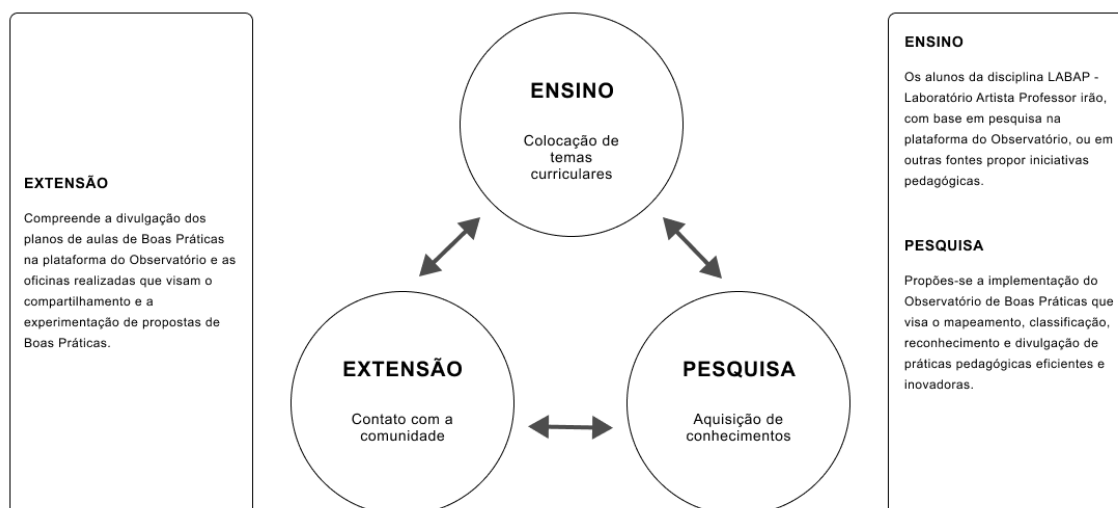 EXTENSÃO
Compreende a divulgação dos
planos de aulas de Boas Práticas
na plataforma do Observatório e as
oficinas realizadas que visam o
compartilhamento e a
experimentação de propostas de
Boas Práticas.
ENSINO
Colocação de
temas
curriculares
EXTENSÃO
Contato com a
comunidade
PESQUISA
Aquisição de
conhecimentos
ENSINO
Os alunos da disciplina LABAP -
Laboratório Artista Professor irão,
com base em pesquisa na
plataforma do Observatório, ou em
outras fontes propor iniciativas
pedagógicas.
PESQUISA
Propões-se a implementação do
Observatório de Boas Práticas que
visa o mapeamento, classificação,
reconhecimento e divulgação de
práticas pedagógicas eficientes e
inovadoras.